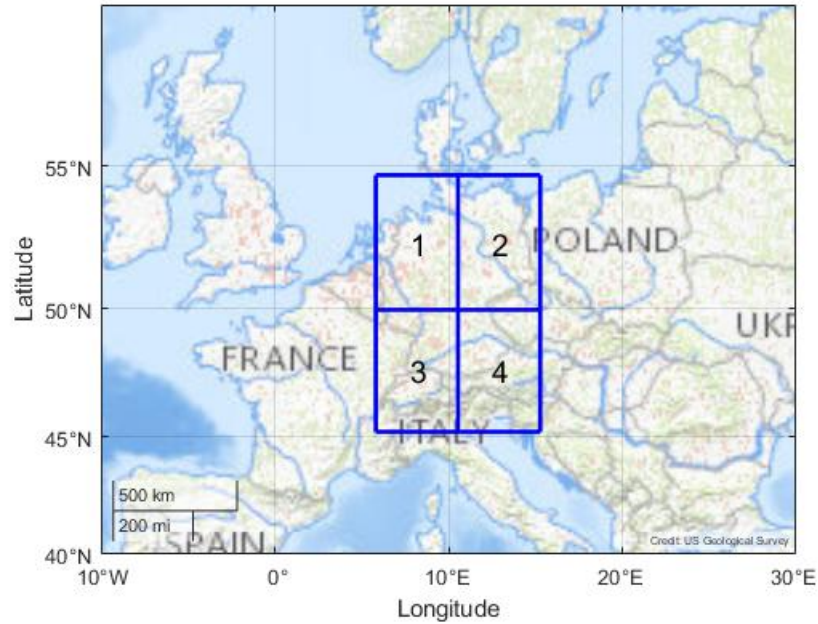 55°N
1
2
POLAND
Latitude
50°N
UKR
FRANCE
3
4
ITALY
45°N
500 km
200 mi
SPAIN
Credit: US Geological Survey
40°N
10°W
0°
10°E
20°E
30°E
Longitude